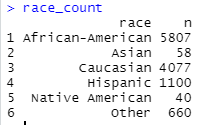 > race_count
race n
1 African-American 5807
2 Asian 58
3 Caucasian 4077
4 Hispanic 1100
5 Native American 40
6 Other 660